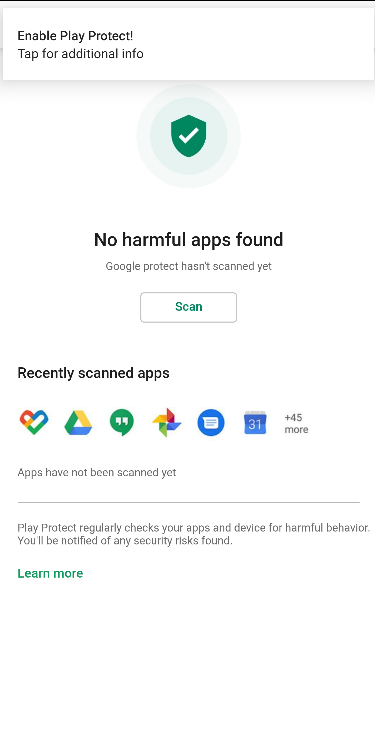 Enable Play Protect!
Tap for additional info
No harmful apps found
Google protect hasn't scanned yet
Scan
Recently scanned apps
31
+45
more
Apps have not been scanned yet
Play Protect regularly checks your apps and device for harmful behavior.
You'll be notified of any security risks found.
Learn more